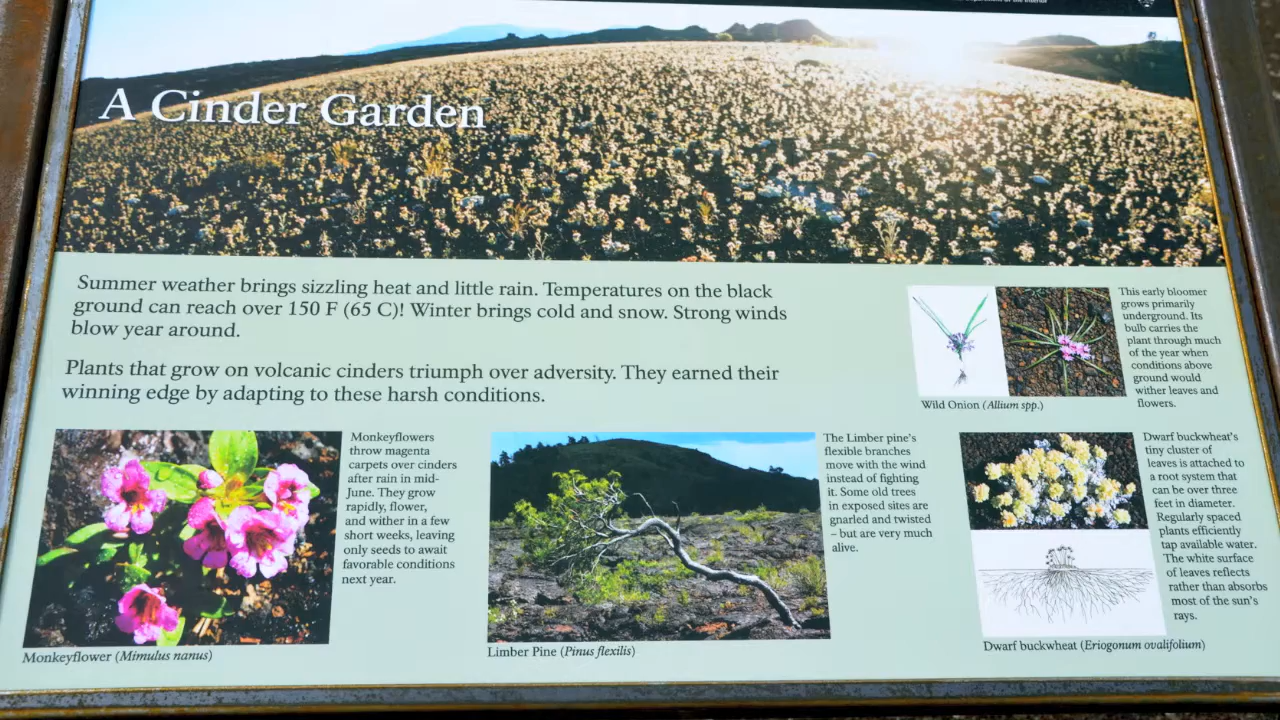 A Cinder Garden
Summer weather brings sizzling heat and little rain. Temperatures on the black
ground can reach over 150 F (65 C)! Winter brings cold and snow. Strong winds
blow year around.
Plants that grow on volcanic cinders triumph over adversity. They earned their
winning edge by adapting to these harsh conditions.
This early bloomer
grows primarily
underground. Its
bulb carries the
plant through much
of the year when
conditions above
ground would
wither leaves and
flowers.
Wild Onion (Allium spp.)
Monkeyflowers
throw magenta
carpets over cinders
after rain in mid-
June. They grow
rapidly, flower,
and wither in a few
short weeks, leaving
only seeds to await
favorable conditions
next year.
Monkeyflower (Mimulus nanus)
The Limber pine's
flexible branches
move with the wind
instead of fighting
it. Some old trees
in exposed sites are
gnarled and twisted
– but are very much
alive.
Limber Pine (Pinus flexilis)
Dwarf buckwheat's
tiny cluster of
leaves is attached to
a root system that
can be over three
feet in diameter.
Regularly spaced
plants efficiently
tap available water.
The white surface
of leaves reflects
rather than absorbs
most of the sun's
rays.
Dwarf buckwheat (Eriogonum ovalifolium)